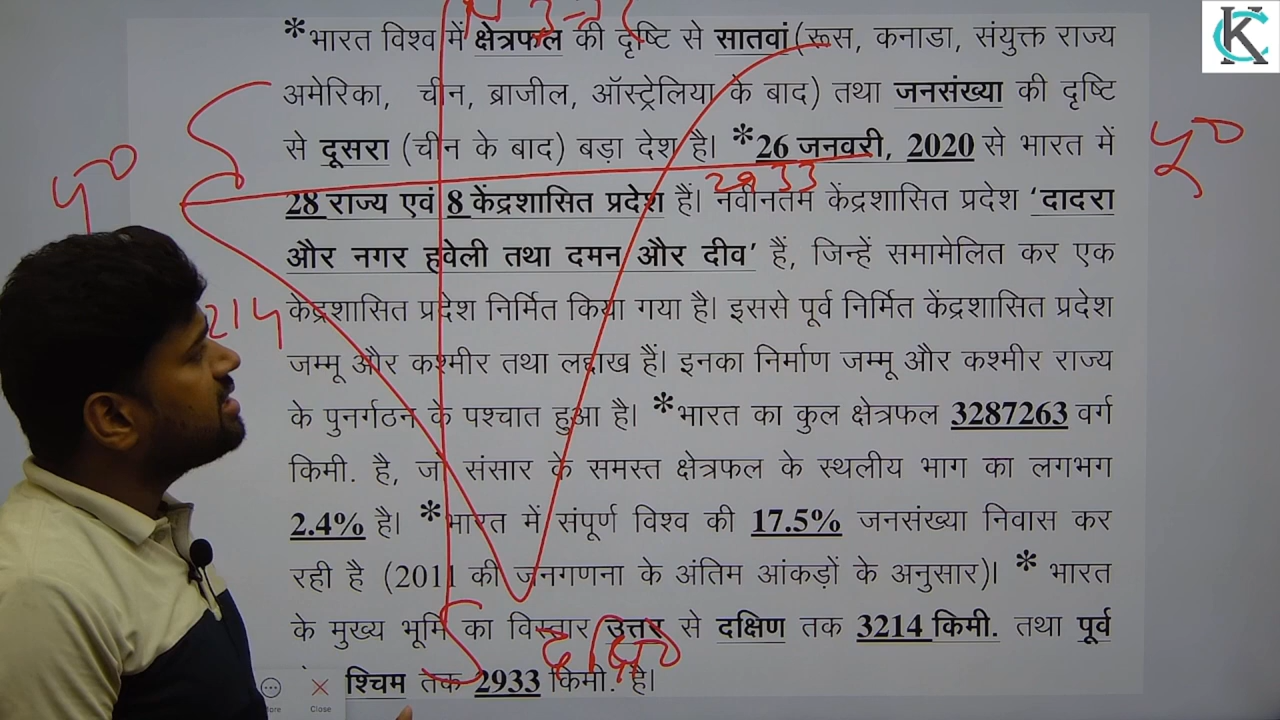 *भारत विश्व में क्षेत्रफल की दृष्टि से सातवां (रूस, कनाडा, संयुक्त राज्य
अमेरिका, चीन, ब्राजील, ऑस्ट्रेलिया के बाद) तथा जनसंख्या की दृष्टि
से दूसरा (चीन के बाद) बड़ा देश है। *26 जनवरी, 2020 से भारत में
28 राज्य एवं 8 केंद्रशासित प्रदेश हैं। नवीनतम केंद्रशासित प्रदेश 'दादरा
और नगर हवेली तथा दमन और दीव' हैं, जिन्हें समामेलित कर एक
केंद्रशासित प्रदेश निर्मित किया गया है। इससे पूर्व निर्मित केंद्रशासित प्रदेश
जम्मू और कश्मीर तथा लद्दाख हैं। इनका निर्माण जम्मू और कश्मीर राज्य
के पुनर्गठन के पश्चात हुआ है। *भारत का कुल क्षेत्रफल 3287263 वर्ग
किमी. है, जो संसार के समस्त क्षेत्रफल के स्थलीय भाग का लगभग
2.4% है। *भारत में संपूर्ण विश्व की 17.5% जनसंख्या निवास कर
रही है (2011 की जनगणना के अंतिम आंकड़ों के अनुसार)। * भारत
के मुख्य भूमि का विस्तार उत्तर से दक्षिण तक 3214 किमी. तथा पूर्व
श्चिम तक 2933 किमी. है।
2933
214
S
KC
Close